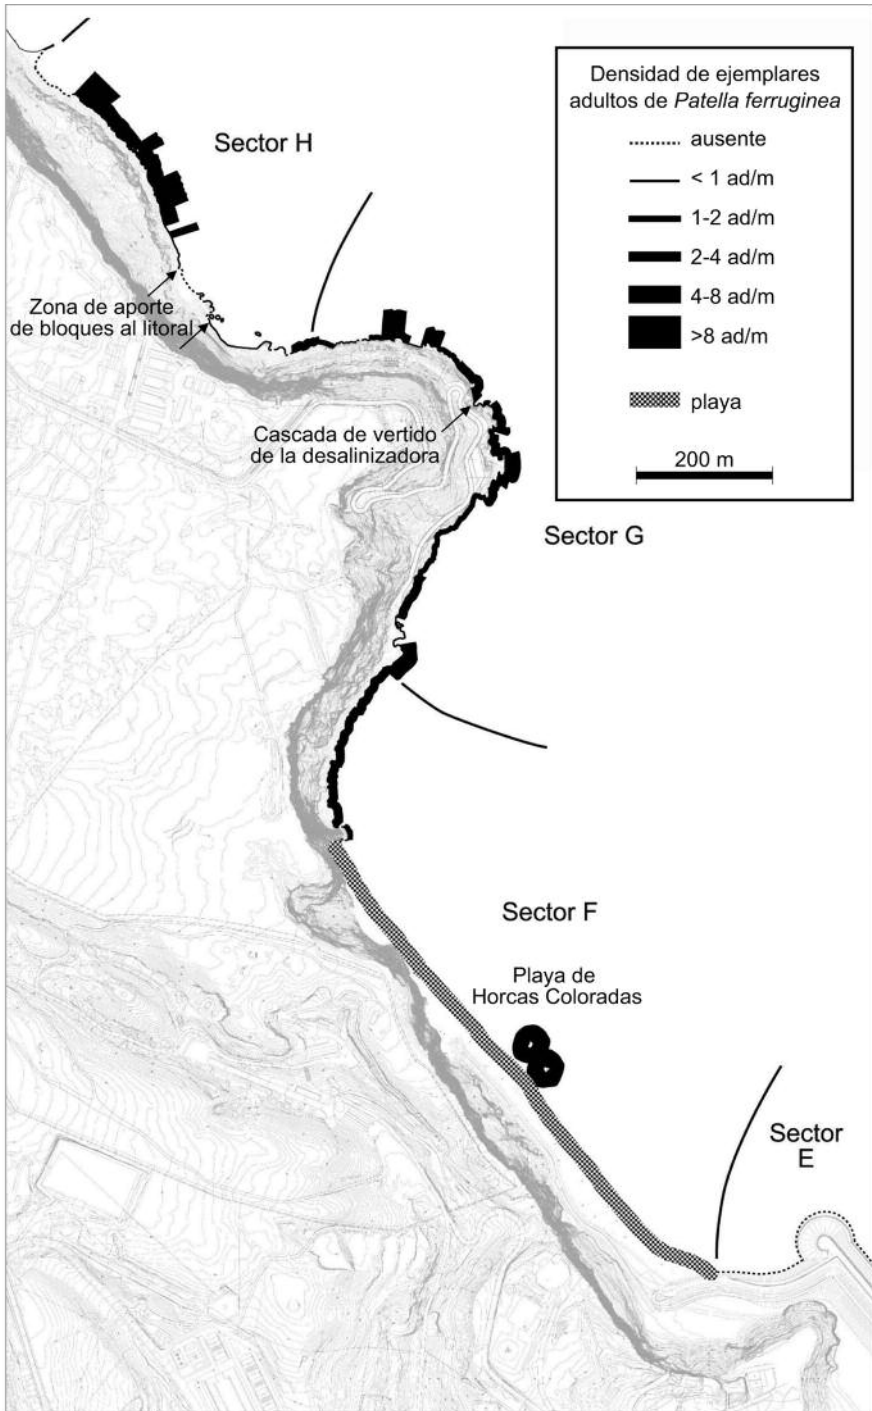 Densidad de ejemplares
adultos de Patella ferruginea
ausente
< 1 ad/m
1-2 ad/m
2-4 ad/m
4-8 ad/m
>8 ad/m
playa
200 m
Sector H
Zona de aporte
de bloques al litoral
Cascada de vertido
de la desalinizadora
Sector G
Sector F
Playa de
Horcas Coloradas
Sector
E